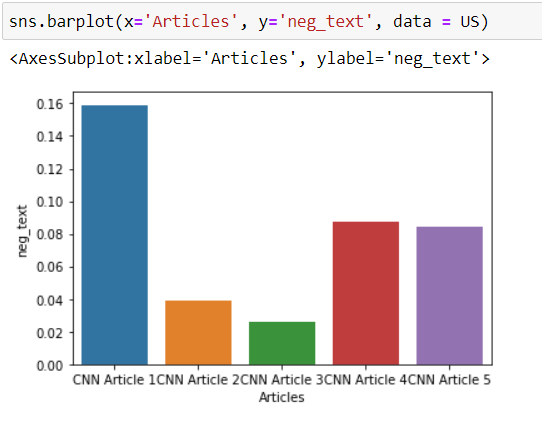 sns.barplot(x='Articles', y='neg_text', data = US)
<AxesSubplot:xlabel='Articles', ylabel='neg_text'>
0.16
0.14
0.12
0.10
0.08
0.06
0.04
0.02
0.00
neg_text
CNN Article 1CNN Article 2CNN Article 3CNN Article 4CNN Article 5
Articles